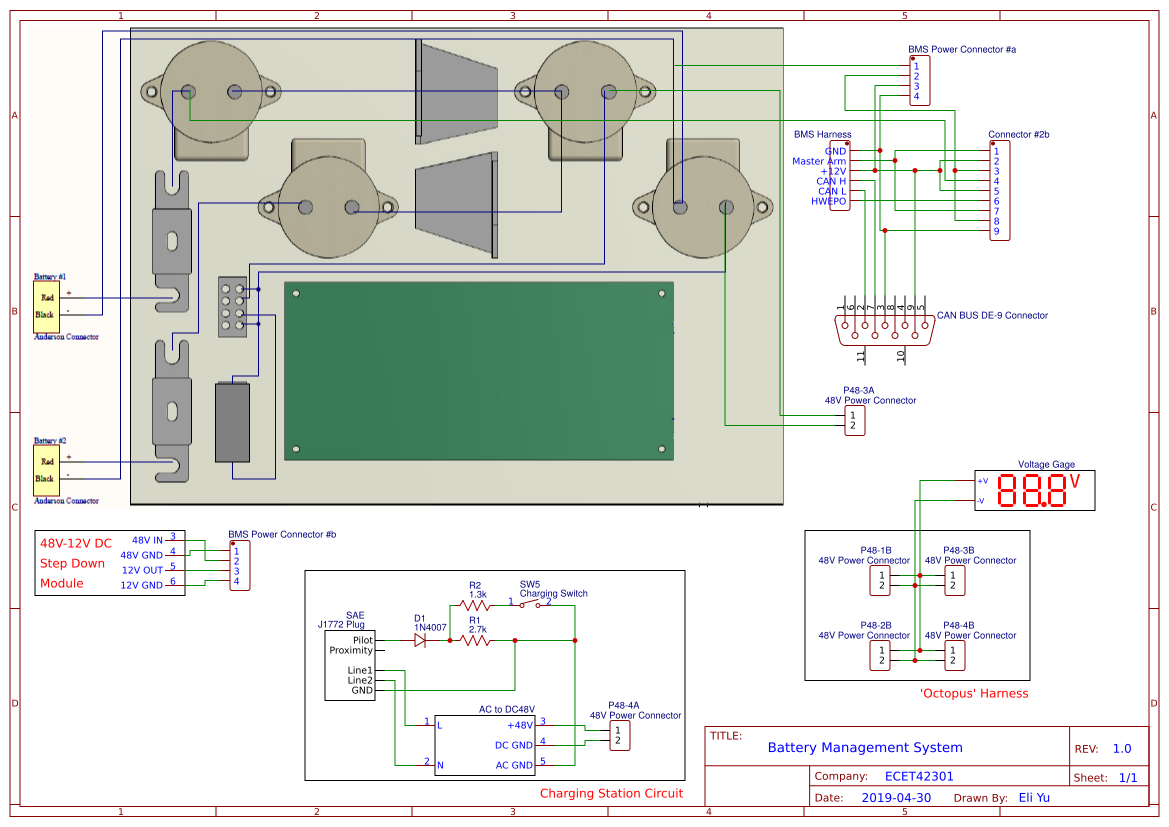 1 2 3 4 5
A
B
C
D
A
B
C
D
BMS Power Connector #a
1
2
3
4
BMS Harness
GND
Master Arm
+12V
CAN H
CAN L
HWEPO
Connector #2b
1
2
3
4
5
6
7
8
9
1 6 2 7 3 8 4 9 5
CAN BUS DE-9 Connector
11 10
Battery #1
Red +
Black -
Anderson Connector
Battery #2
Red +
Black -
Anderson Connector
P48-3A
48V Power Connector
1
2
Voltage Gage
+V
-V
88.8 V
48V-12V DC
Step Down
Module
48V IN 3
48V GND 4
12V OUT 5
12V GND 6
BMS Power Connector #b
1
2
3
4
P48-1B
48V Power Connector
1
2
P48-3B
48V Power Connector
1
2
P48-2B
48V Power Connector
1
2
P48-4B
48V Power Connector
1
2
'Octopus' Harness
SAE
J1772 Plug
Pilot
Proximity
Line1
Line2
GND
D1
1N4007
R2
1.3k
R1
2.7k
SW5
Charging Switch
1 2
AC to DC48V
1 L
2 N
+48V 3
DC GND 4
AC GND 5
P48-4A
48V Power Connector
1
2
Charging Station Circuit
TITLE:
Battery Management System
REV: 1.0
Company: ECET42301
Sheet: 1/1
Date: 2019-04-30 Drawn By: Eli Yu
1 2 3 4 5